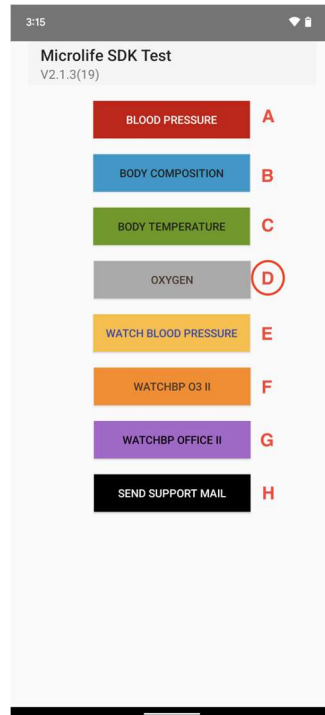 3:15
Microlife SDK Test
V2.1.3(19)
BLOOD PRESSURE A
BODY COMPOSITION B
BODY TEMPERATURE C
OXYGEN D
WATCH BLOOD PRESSURE E
WATCHBP O3 II F
WATCHBP OFFICE II G
SEND SUPPORT MAIL H